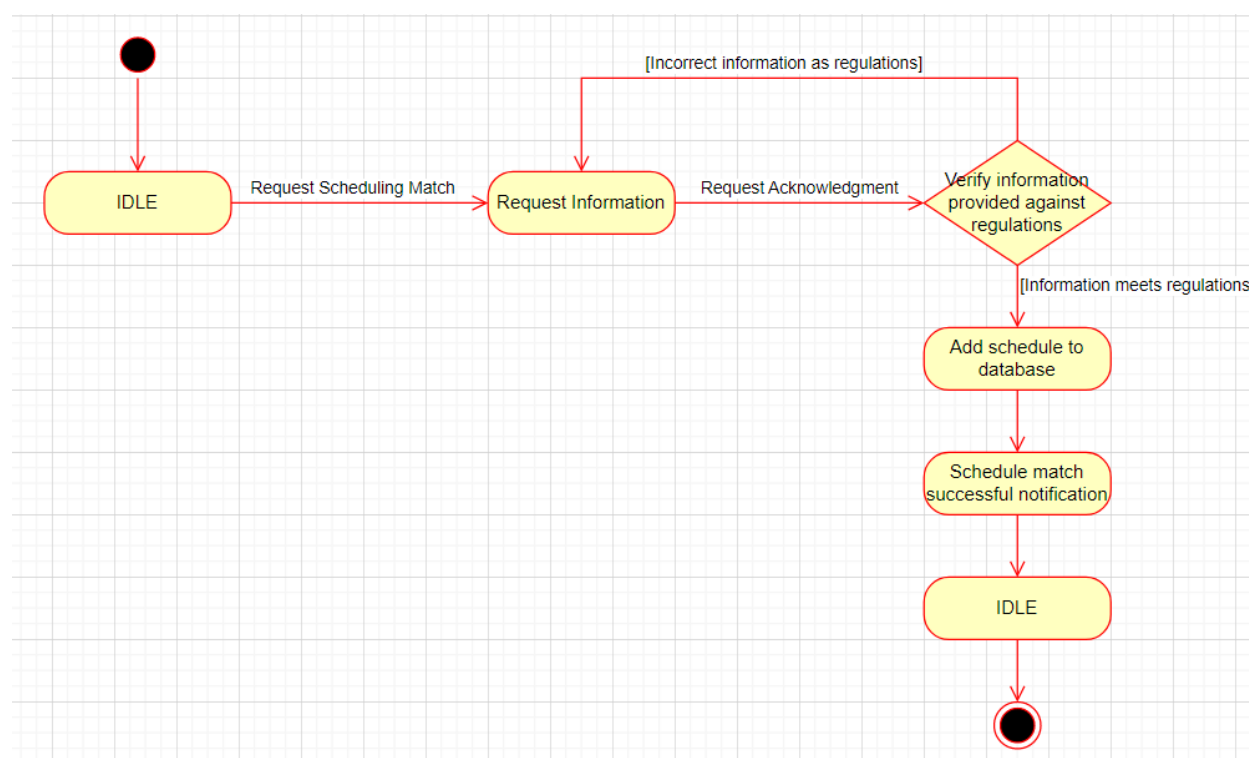 [Incorrect information as regulations]
IDLE
Request Scheduling Match
Request Information
Request Acknowledgment
Verify information
provided against
regulations
[Information meets regulations
Add schedule to
database
Schedule match
successful notification
IDLE